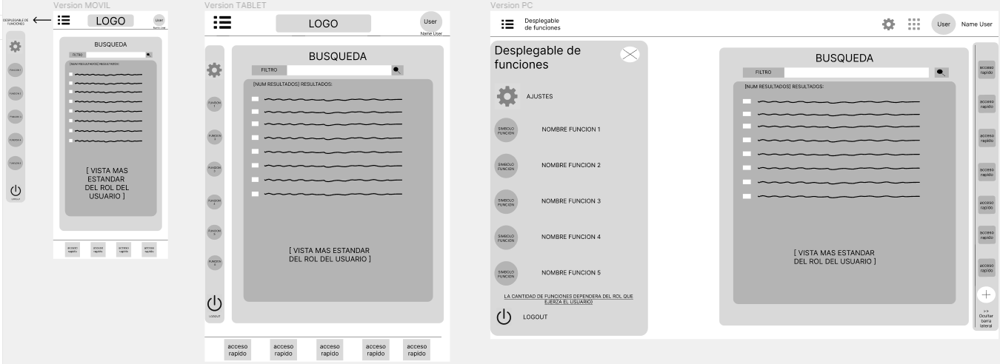 Version MOVIL
DESPLEGABLE DE
FUNCIONES
LOGO
User
Name User
BUSQUEDA
FILTRO
[NUM RESULTADOS] RESULTADOS:
FUNCION 1
FUNCION 2
FUNCION 3
FUNCION 4
FUNCION 5
LOGOUT
[ VISTA MAS
ESTANDAR
DEL ROL DEL
USUARIO ]
acceso
rapido
acceso
rapido
acceso
rapido
acceso
rapido
Version TABLET
LOGO
User
Name User
BUSQUEDA
FILTRO
[NUM RESULTADOS] RESULTADOS:
FUNCION
1
FUNCION
FUNCION
FUNCION
FUNCION
FUNCION
LOGOUT
[ VISTA MAS ESTANDAR
DEL ROL DEL USUARIO ]
acceso
rapido
acceso
rapido
acceso
rapido
acceso
rapido
acceso
rapido
Version PC
Desplegable
de funciones
User
Name User
Desplegable de
funciones
AJUSTES
SIMBOLO
FUNCION
NOMBRE FUNCION 1
SIMBOLO
FUNCION
NOMBRE FUNCION 2
SIMBOLO
FUNCION
NOMBRE FUNCION 3
SIMBOLO
FUNCION
NOMBRE FUNCION 4
SIMBOLO
FUNCION
NOMBRE FUNCION 5
LA CANTIDAD DE FUNCIONES DEPENDERA DEL ROL QUE
EJERZA EL USUARIO)
LOGOUT
BUSQUEDA
FILTRO
[NUM RESULTADOS] RESULTADOS:
[ VISTA MAS ESTANDAR
DEL ROL DEL USUARIO ]
acceso
rapido
acceso
rapido
acceso
rapido
acceso
rapido
acceso
rapido
acceso
rapido
acceso
rapido
>>
Ocultar
barra
lateral